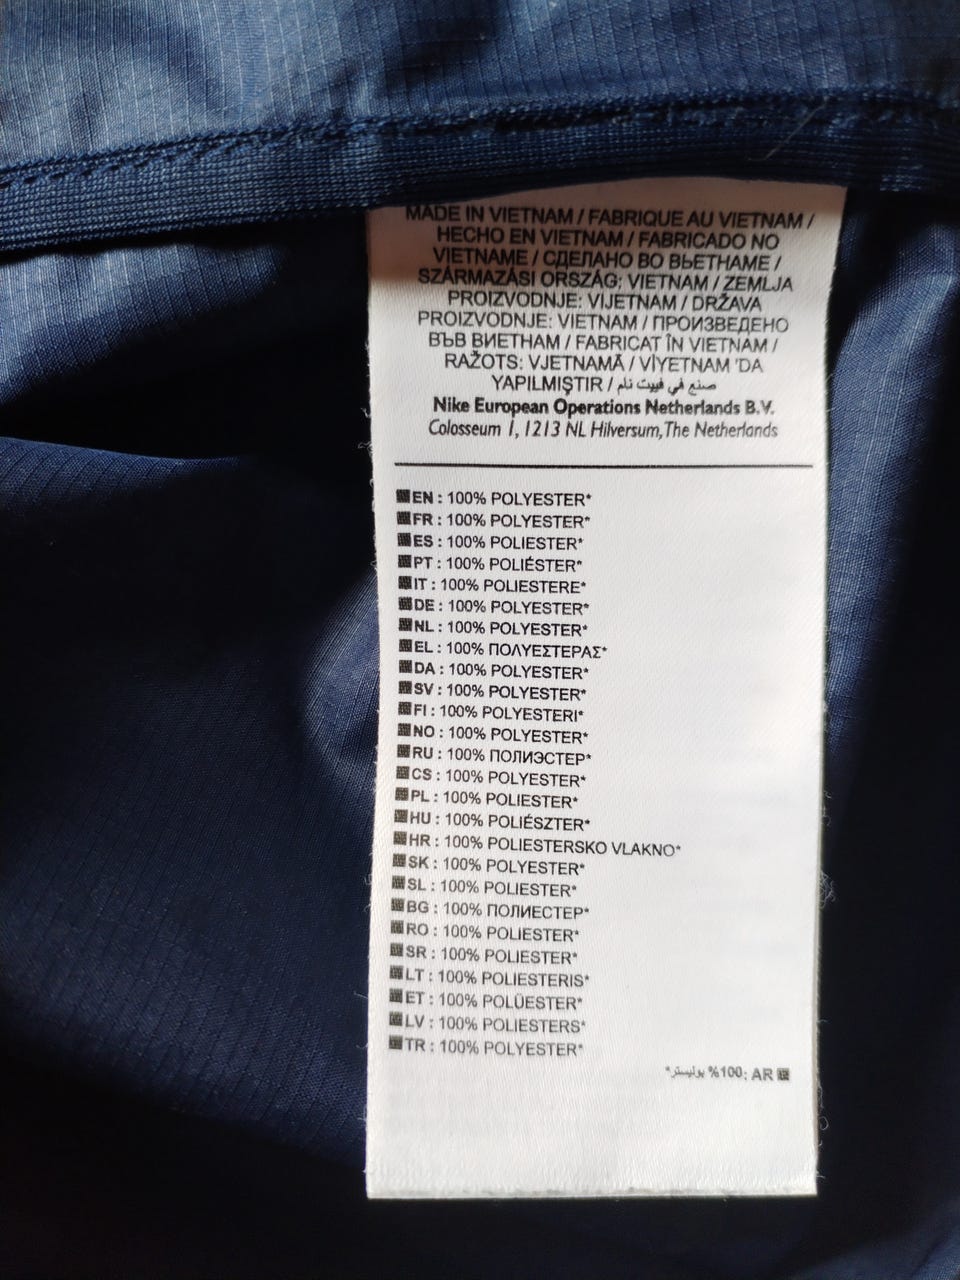 MADE IN VIETNAM / FABRIQUE AU VIETNAM /
HECHO EN VIETNAM / FABRICADO NO
VIETNAME / СДЕЛАНО ВО ВЬЕТНАМЕ /
SZÁRMAZÁSI ORSZÁG: VIETNAM / ZEMLJA
PROIZVODNJE: VIJETNAM / DRŽAVA
PROIZVODNJE: VIETNAM / ПРОИЗВЕДЕНО
ВЪВ ВИЕТНАМ / FABRICAT ÎN VIETNAM /
RAŽOTS: VJETNAMĀ / VİYETNAM 'DA
YAPILMIŞTIR / صنع في فييت نام
Nike European Operations Netherlands B.V.
Colosseum 1, 1213 NL Hilversum, The Netherlands
EN : 100% POLYESTER*
FR : 100% POLYESTER*
ES : 100% POLIESTER*
PT : 100% POLIÉSTER*
IT : 100% POLIESTERE*
DE : 100% POLYESTER*
NL : 100% POLYESTER*
EL : 100% ΠΟΛΥΕΣΤΕΡΑΣ*
DA : 100% POLYESTER*
SV : 100% POLYESTER*
FI : 100% POLYESTERI*
NO : 100% POLYESTER*
RU : 100% ПОЛИЭСТЕР*
CS : 100% POLYESTER*
PL : 100% POLIESTER*
HU : 100% POLIÉSZTER*
HR : 100% POLIESTERSKO VLAKNO*
SK : 100% POLYESTER*
SL : 100% POLIESTER*
BG : 100% ПОЛИЕСТЕР*
RO : 100% POLIESTER*
SR : 100% POLIESTER*
LT : 100% POLIESTERIS*
ET : 100% POLÜESTER*
LV : 100% POLIESTERS*
TR : 100% POLYESTER*
AR :100% بوليستر*